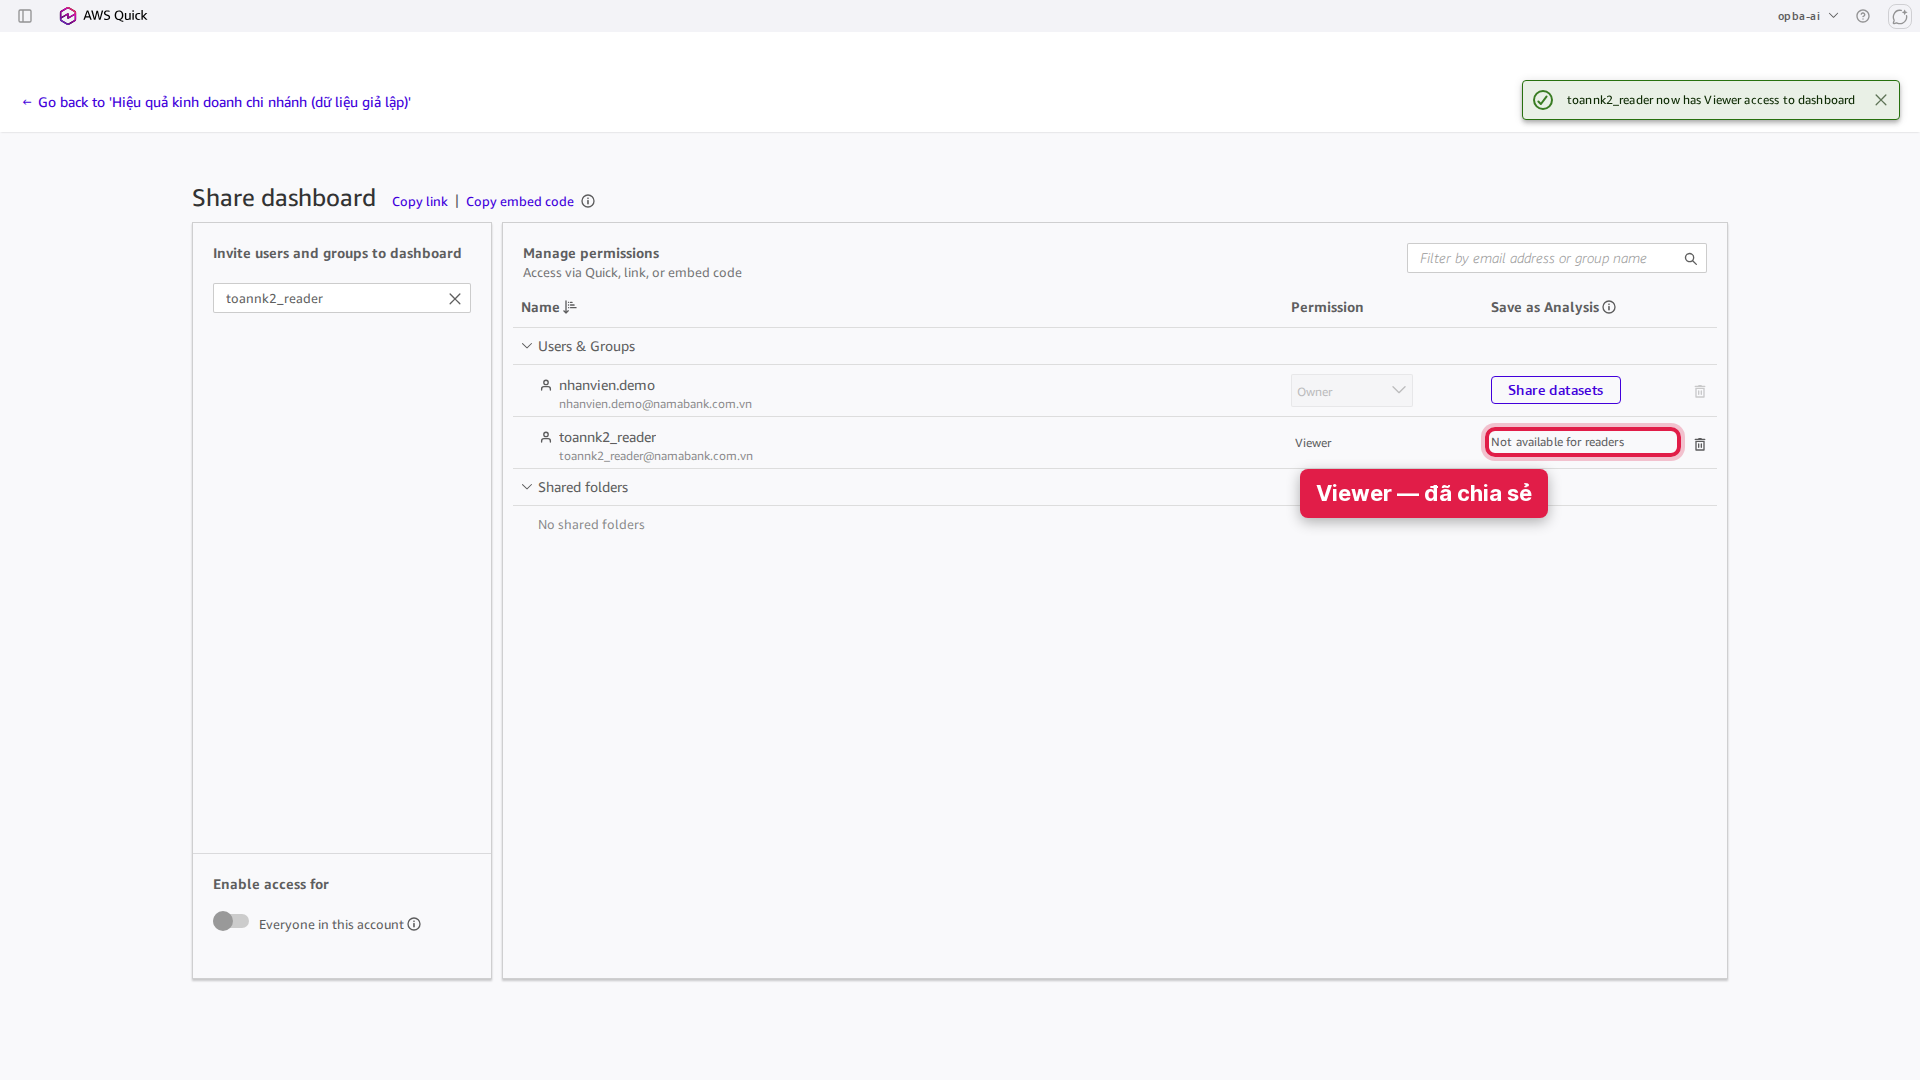 AWS Quick
opba-ai
← Go back to 'Hiệu quả kinh doanh chi nhánh (dữ liệu giả lập)'
toannk2_reader now has Viewer access to dashboard
Share dashboard
Copy link | Copy embed code
Invite users and groups to dashboard
toannk2_reader
Manage permissions
Access via Quick, link, or embed code
Filter by email address or group name
Name
Permission
Save as Analysis
Users & Groups
nhanvien.demo
nhanvien.demo@namabank.com.vn
Owner
Share datasets
toannk2_reader
toannk2_reader@namabank.com.vn
Viewer
Not available for readers
Viewer — đã chia sẻ
Shared folders
No shared folders
Enable access for
Everyone in this account